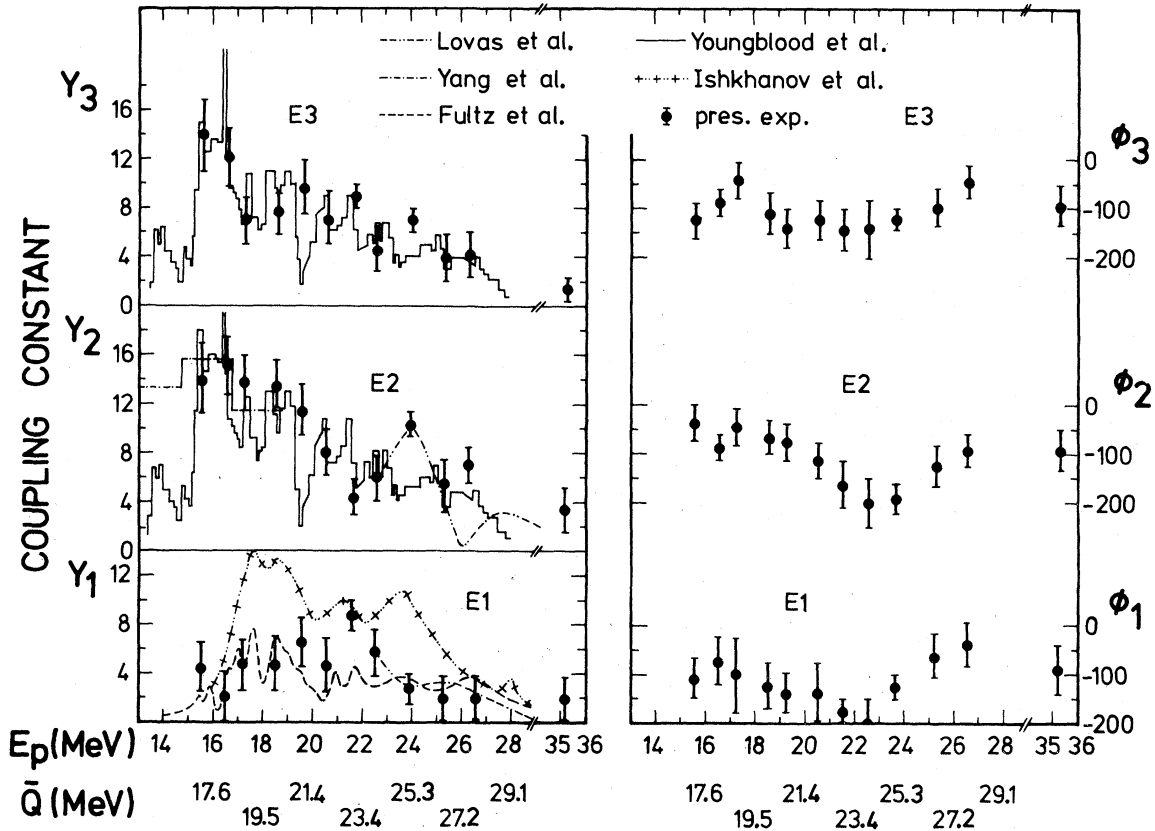 Lovas et al.
Yang et al.
Fultz et al.
Youngblood et al.
Ishkhanov et al.
pres. exp.
COUPLING CONSTANT
Y3
E3
16
12
8
4
0
Y2
E2
16
12
8
4
0
Y1
E1
12
8
4
E3
ϕ3
0
-100
-200
E2
ϕ2
0
-100
-200
E1
ϕ1
0
-100
-200
Ep(MeV) 14 16 18 20 22 24 26 28 35 36
14 16 18 20 22 24 26 28 35 36
Q̄ (MeV) 17.6 21.4 25.3 29.1
19.5 23.4 27.2
17.6 21.4 25.3 29.1
19.5 23.4 27.2